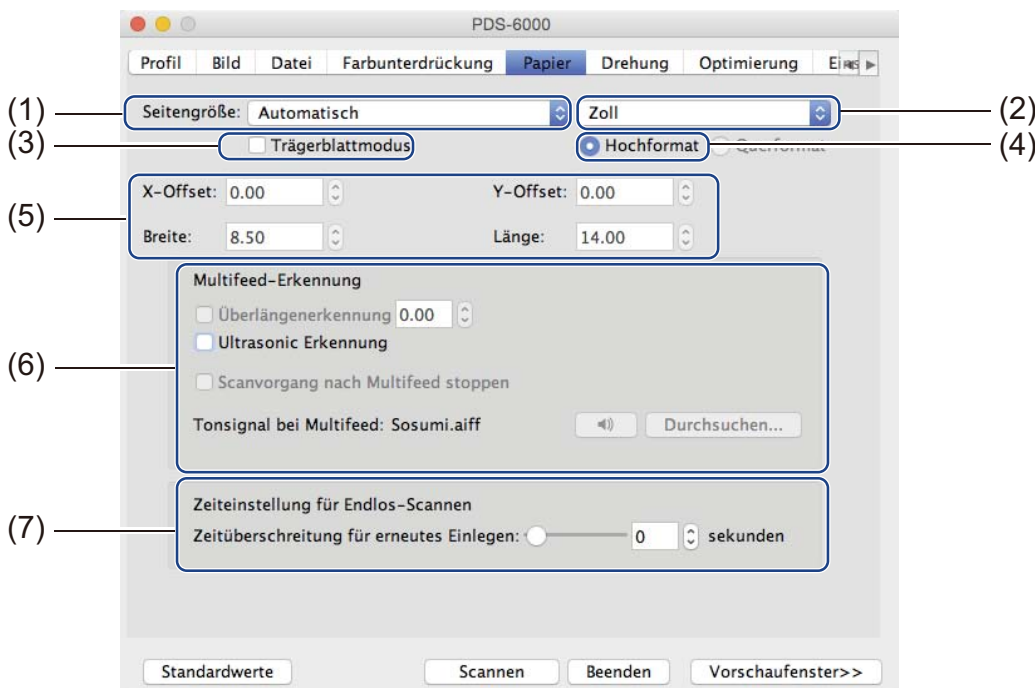 PDS-6000
Profil Bild Datei Farbunterdrückung Papier Drehung Optimierung
(1) Seitengröße: Automatisch Zoll (2)
(3) Trägerblattmodus Hochformat Querformat (4)
X-Offset: 0.00 Y-Offset: 0.00
(5)
Breite: 8.50 Länge: 14.00
Multifeed-Erkennung
Überlängenerkennung 0.00
Ultrasonic Erkennung
(6)
Scanvorgang nach Multifeed stoppen
Tonsignal bei Multifeed: Sosumi.aiff Durchsuchen...
Zeiteinstellung für Endlos-Scannen
(7)
Zeitüberschreitung für erneutes Einlegen: 0 sekunden
Standardwerte Scannen Beenden Vorschaufenster>>